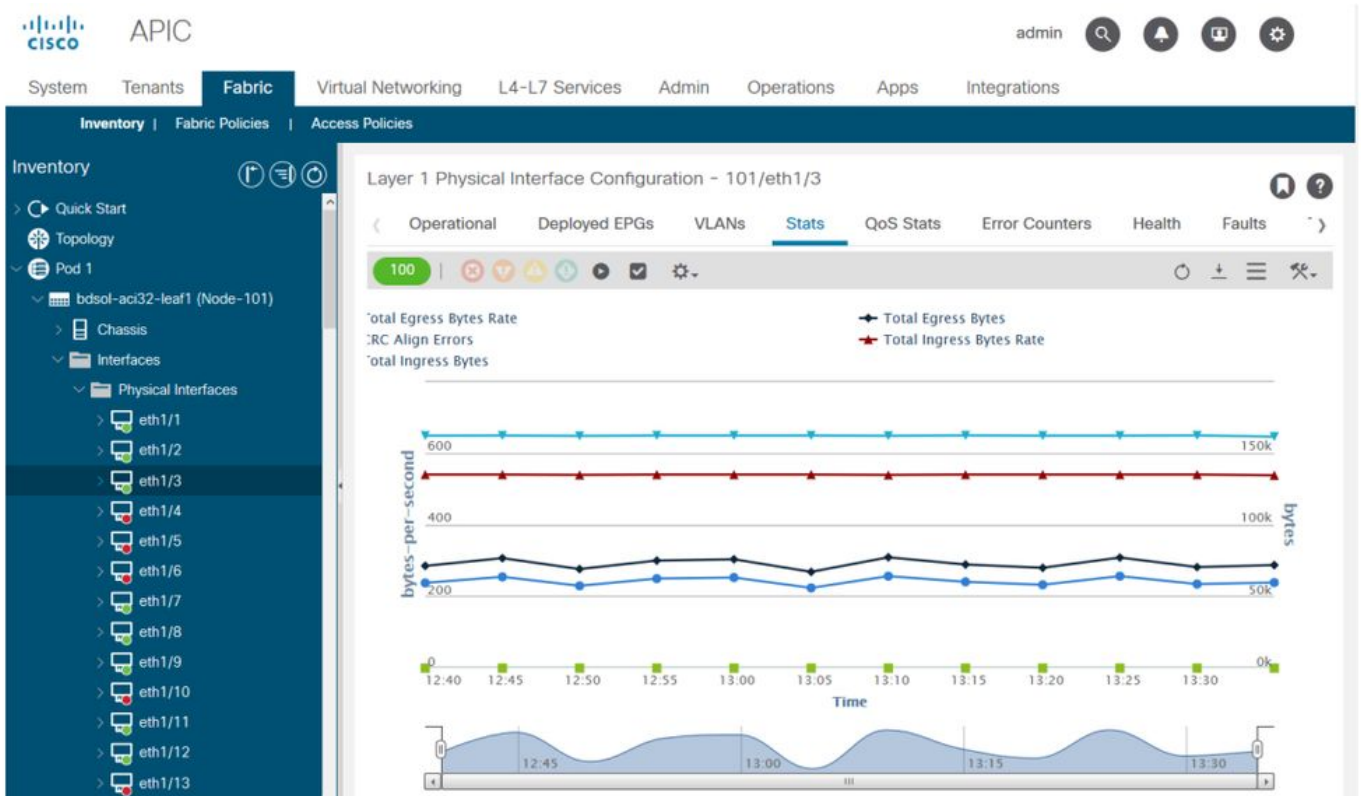 CISCO APIC admin
System Tenants Fabric Virtual Networking L4-L7 Services Admin Operations Apps Integrations
Inventory | Fabric Policies | Access Policies
Inventory
Quick Start
Topology
Pod 1
bdsol-aci32-leaf1 (Node-101)
Chassis
Interfaces
Physical Interfaces
eth1/1
eth1/2
eth1/3
eth1/4
eth1/5
eth1/6
eth1/7
eth1/8
eth1/9
eth1/10
eth1/11
eth1/12
eth1/13
Layer 1 Physical Interface Configuration - 101/eth1/3
Operational Deployed EPGs VLANs Stats QoS Stats Error Counters Health Faults
100
otal Egress Bytes Rate Total Egress Bytes
RC Align Errors Total Ingress Bytes Rate
otal Ingress Bytes
600 150k
400 100k
200 50k
0 0k
bytes-per-second
bytes
12:40 12:45 12:50 12:55 13:00 13:05 13:10 13:15 13:20 13:25 13:30
Time
12:45 13:00 13:15 13:30